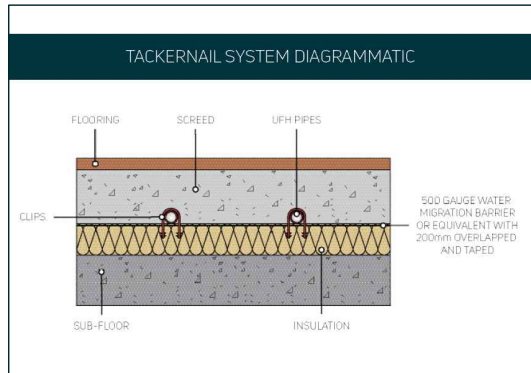 TACKERNAIL SYSTEM DIAGRAMMATIC
FLOORING
SCREED
UFH PIPES
CLIPS
500 GAUGE WATER
MIGRATION BARRIER
OR EQUIVALENT WITH
200mm OVERLAPPED
AND TAPED
SUB-FLOOR
INSULATION